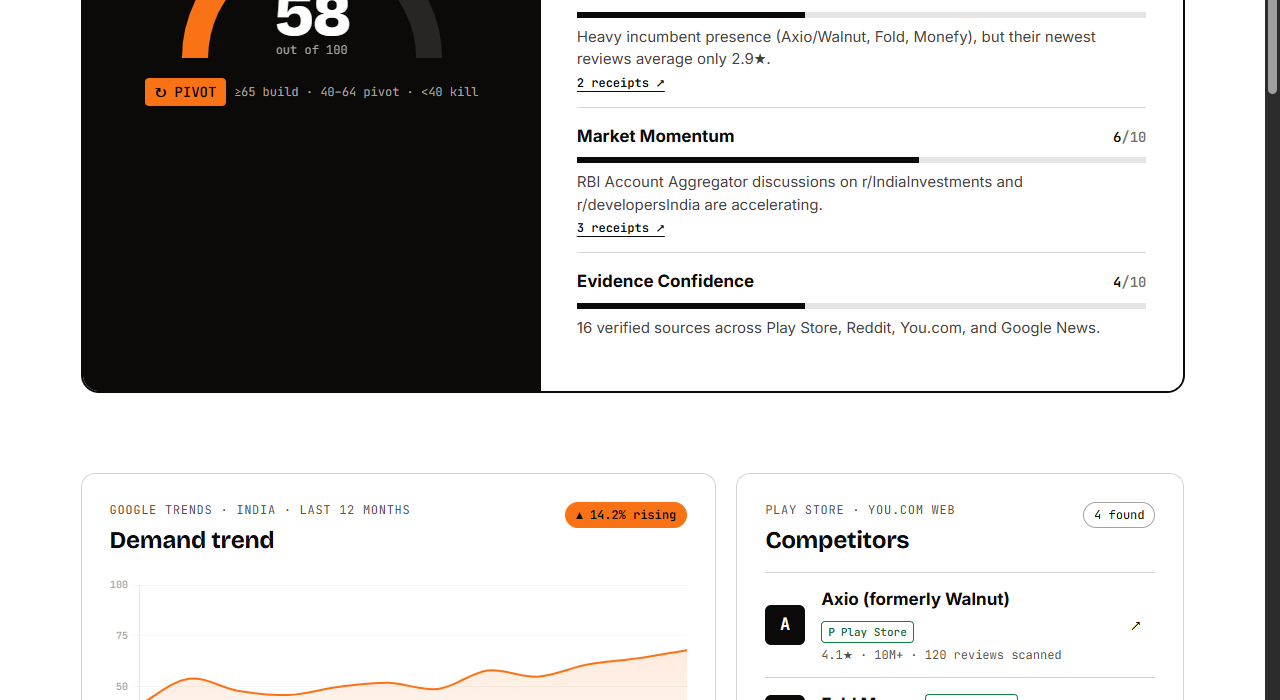 58
out of 100
↻ PIVOT ≥65 build · 40–64 pivot · <40 kill
Heavy incumbent presence (Axio/Walnut, Fold, Monefy), but their newest
reviews average only 2.9★.
2 receipts ↗
Market Momentum 6/10
RBI Account Aggregator discussions on r/IndiaInvestments and
r/developersIndia are accelerating.
3 receipts ↗
Evidence Confidence 4/10
16 verified sources across Play Store, Reddit, You.com, and Google News.
GOOGLE TRENDS · INDIA · LAST 12 MONTHS
Demand trend
▲ 14.2% rising
100
75
50
PLAY STORE · YOU.COM WEB
Competitors
4 found
A
Axio (formerly Walnut)
P Play Store
4.1★ · 10M+ · 120 reviews scanned
↗